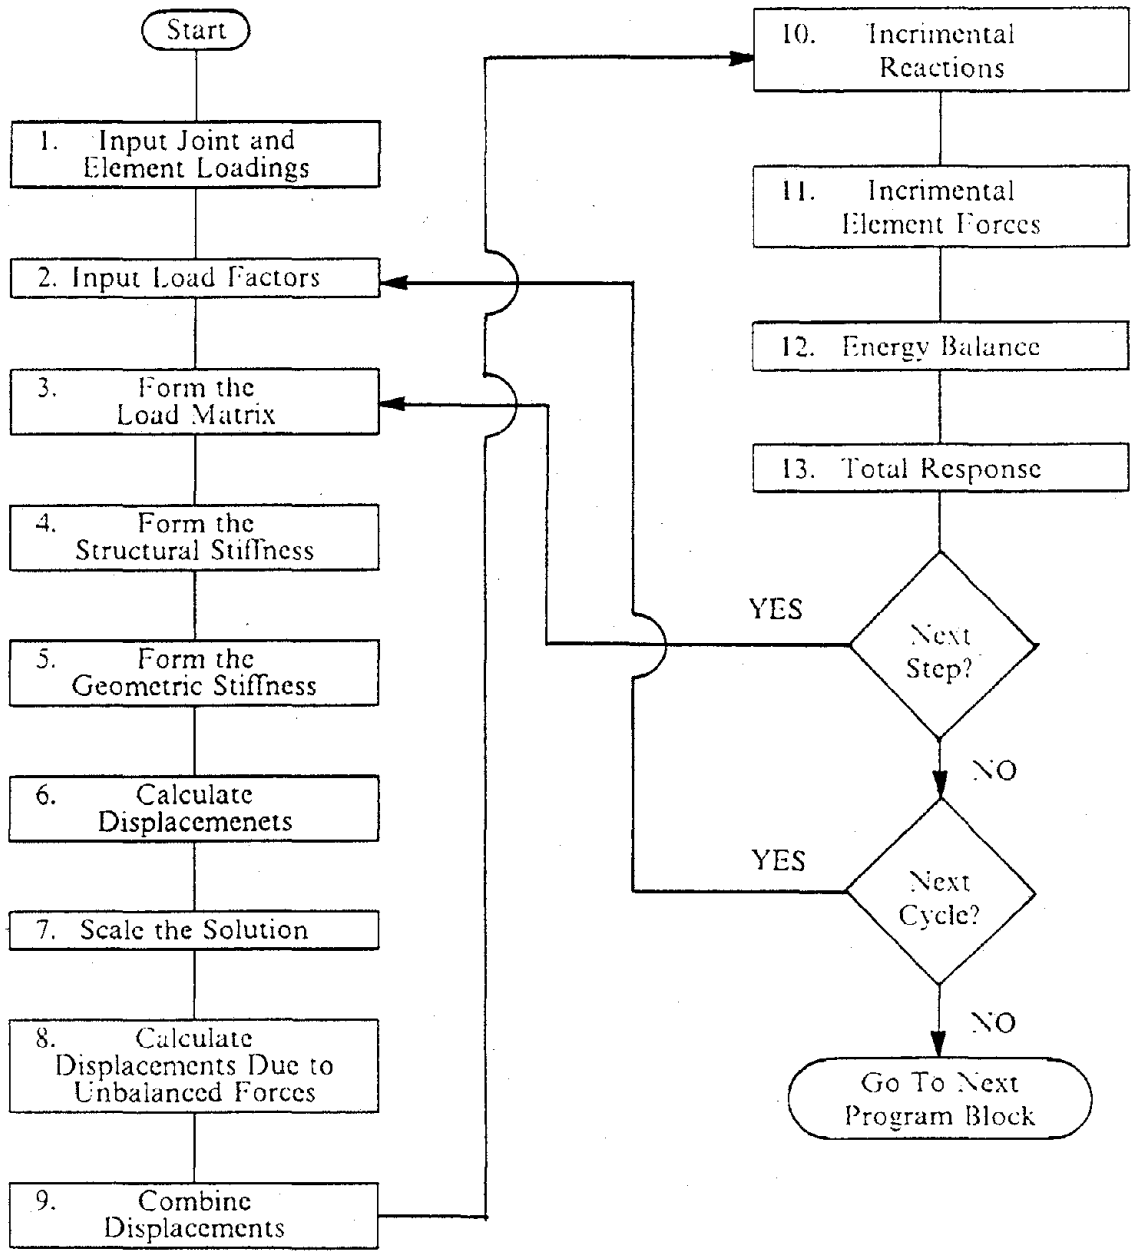 Start
1. Input Joint and
Element Loadings
2. Input Load Factors
3. Form the
Load Matrix
4. Form the
Structural Stiffness
5. Form the
Geometric Stiffness
6. Calculate
Displacemenets
7. Scale the Solution
8. Calculate
Displacements Due to
Unbalanced Forces
9. Combine
Displacements
10. Incrimental
Reactions
11. Incrimental
Element Forces
12. Energy Balance
13. Total Response
YES
Next
Step?
NO
YES
Next
Cycle?
NO
Go To Next
Program Block